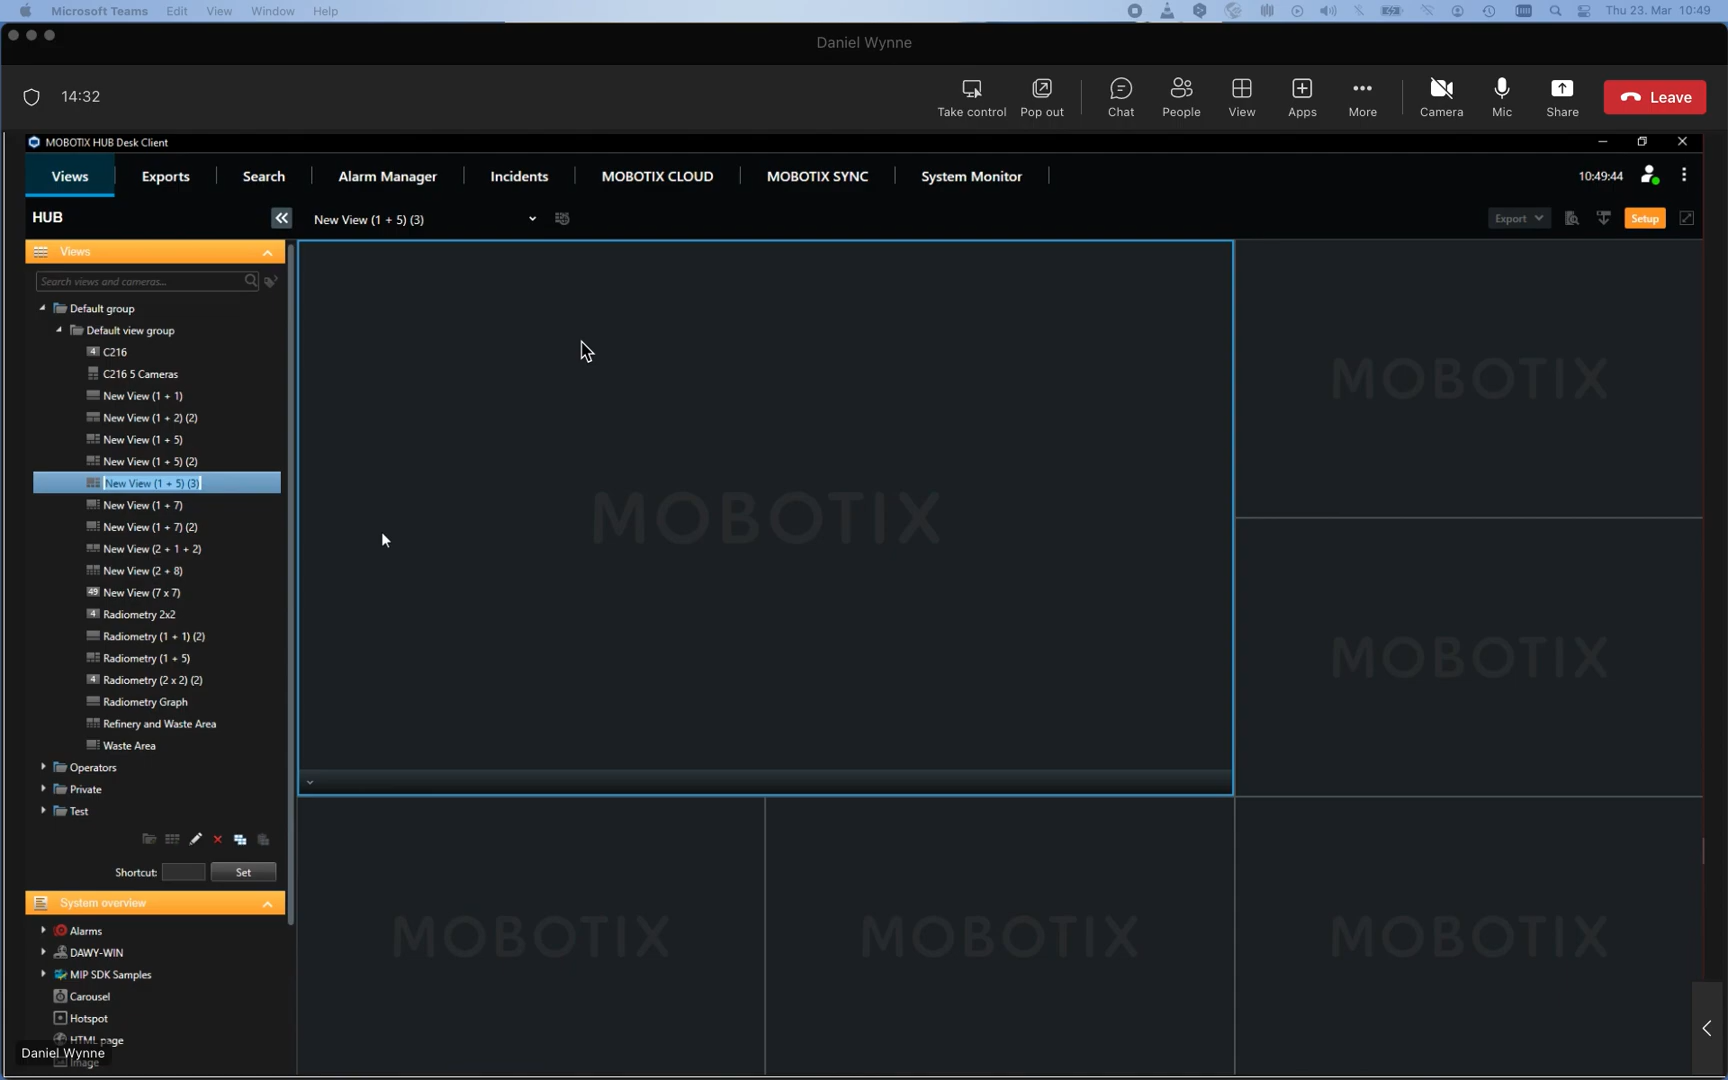 Microsoft Teams Edit View Window Help Thu 23. Mar 10:49
Daniel Wynne
14:32 Take control Pop out Chat People View Apps More Camera Mic Share Leave
MOBOTIX HUB Desk Client
Views Exports Search Alarm Manager Incidents MOBOTIX CLOUD MOBOTIX SYNC System Monitor 10:49:44
HUB New View (1 + 5) (3) Export Setup
Views
Search views and cameras...
Default group
Default view group
4 C216
C216 5 Cameras
New View (1 + 1)
New View (1 + 2) (2)
New View (1 + 5)
New View (1 + 5) (2)
New View (1 + 5) (3)
New View (1 + 7)
New View (1 + 7) (2)
New View (2 + 1 + 2)
New View (2 + 8)
49 New View (7 x 7)
4 Radiometry 2x2
Radiometry (1 + 1) (2)
Radiometry (1 + 5)
4 Radiometry (2 x 2) (2)
Radiometry Graph
Refinery and Waste Area
Waste Area
Operators
Private
Test
Shortcut: Set
System overview
Alarms
DAWY-WIN
MIP SDK Samples
Carousel
Hotspot
HTML page
Image
Daniel Wynne
MOBOTIX
MOBOTIX
MOBOTIX
MOBOTIX
MOBOTIX
MOBOTIX